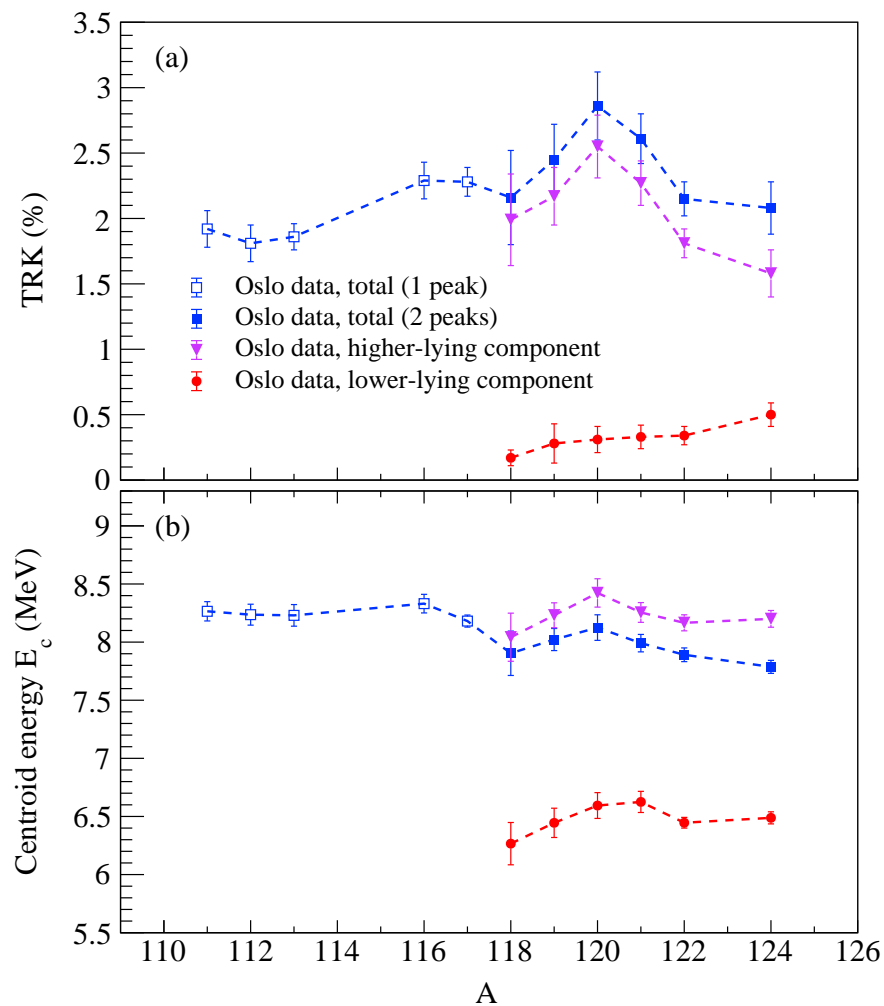 3.5
(a)
3
2.5
2
TRK (%)
1.5
1
0.5
0
Oslo data, total (1 peak)
Oslo data, total (2 peaks)
Oslo data, higher-lying component
Oslo data, lower-lying component
(b)
9
8.5
8
7.5
7
6.5
6
5.5
Centroid energy E_c (MeV)
110 112 114 116 118 120 122 124 126
A